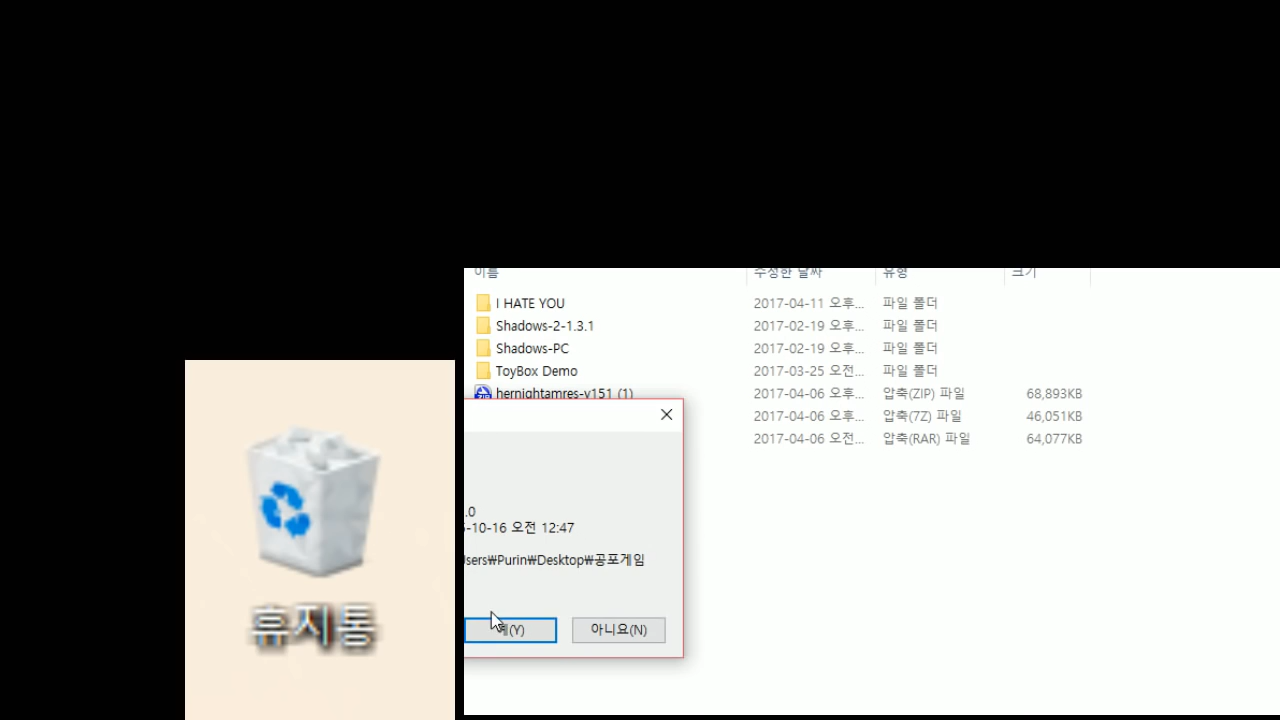 이름 수정한 날짜 유형 크기
I HATE YOU 2017-04-11 오후... 파일 폴더
Shadows-2-1.3.1 2017-02-19 오후... 파일 폴더
Shadows-PC 2017-02-19 오후... 파일 폴더
ToyBox Demo 2017-03-25 오전... 파일 폴더
hernightamres-v151 (1) 2017-04-06 오후... 압축(ZIP) 파일 68,893KB
2017-04-06 오후... 압축(7Z) 파일 46,051KB
2017-04-06 오전... 압축(RAR) 파일 64,077KB
.0
-10-16 오전 12:47
sers₩Purin₩Desktop₩공포게임
예(Y) 아니요(N)
휴지통